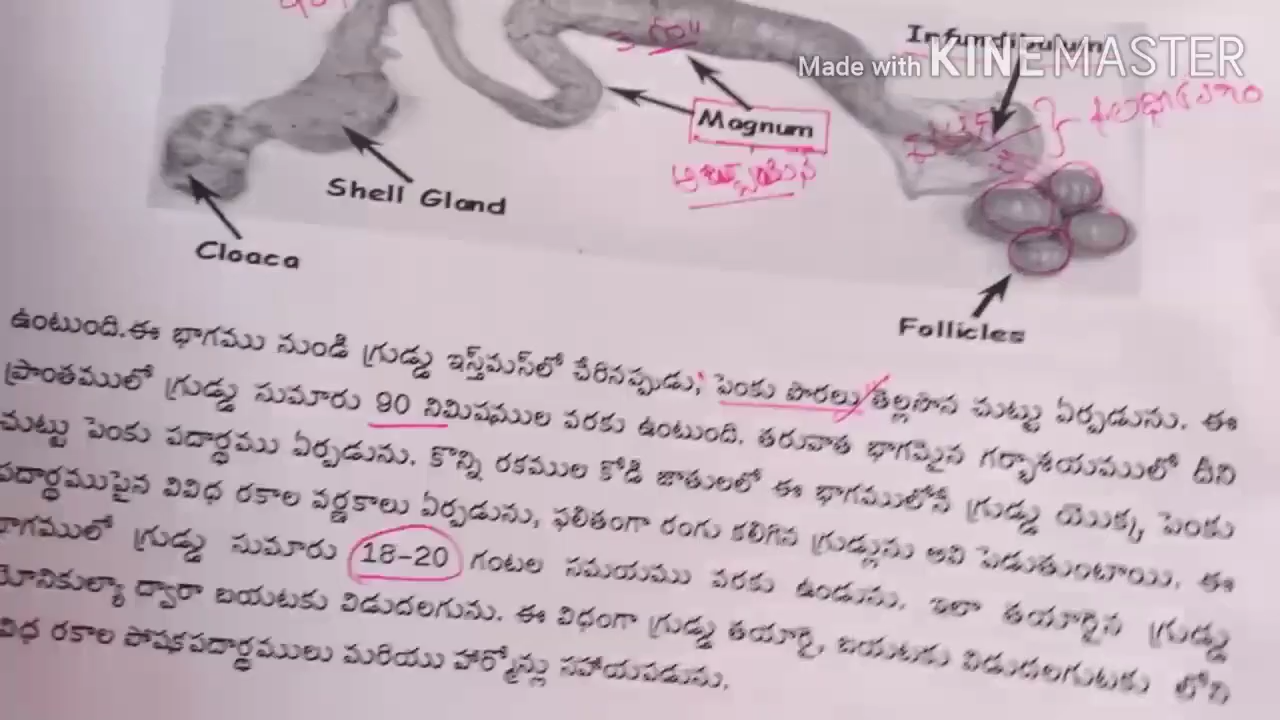 Infundibulum
Made with KINEMASTER
Magnum
Shell Gland
Cloaca
Follicles
ఉంటుంది.ఈ భాగము నుండి గ్రుడ్డు ఇస్త్‌మస్‌లో చేరినప్పుడు, పెంకు పొరలు తెల్లసొన చుట్టు ఏర్పడును. ఈ
ప్రాంతములో గ్రుడ్డు సుమారు 90 నిమిషముల వరకు ఉంటుంది. తరువాత భాగమైన గర్భాశయములో దీని
చుట్టు పెంకు పదార్థము ఏర్పడును. కొన్ని రకముల కోడి జాతులలో ఈ భాగములోనే గ్రుడ్డు యొక్క పెంకు
పదార్థముపైన వివిధ రకాల వర్ణకాలు ఏర్పడును, ఫలితంగా రంగు కలిగిన గ్రుడ్లును అవి పెడుతుంటాయి. ఈ
భాగములో గ్రుడ్డు సుమారు 18-20 గంటల సమయము వరకు ఉండును. ఇలా తయారైన గ్రుడ్డు
యోనికుల్యా ద్వారా బయటకు విడుదలగును. ఈ విధంగా గ్రుడ్డు తయారై, బయటకు విడుదలగుటకు లోని
విధ రకాల పోషకపదార్థములు మరియు హార్మోన్లు సహాయపడును.